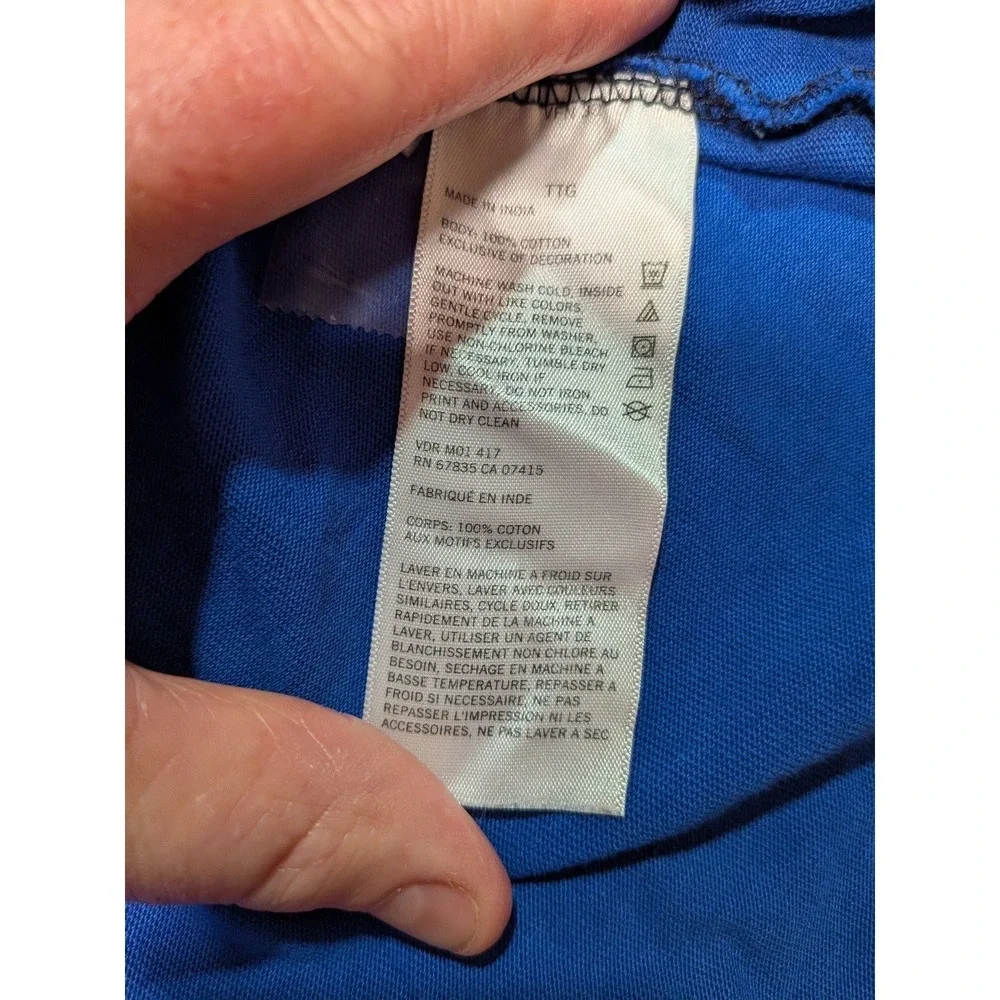 TTG
MADE IN INDIA
BODY: 100% COTTON
EXCLUSIVE OF DECORATION
MACHINE WASH COLD, INSIDE
OUT WITH LIKE COLORS
GENTLE CYCLE, REMOVE
PROMPTLY FROM WASHER.
USE NON-CHLORINE BLEACH
IF NECESSARY, TUMBLE DRY
LOW, COOL IRON IF
NECESSARY, DO NOT IRON
PRINT AND ACCESSORIES, DO
NOT DRY CLEAN
VDR M01 417
RN 67835 CA 07415
FABRIQUÉ EN INDE
CORPS: 100% COTON
AUX MOTIFS EXCLUSIFS
LAVER EN MACHINE A FROID SUR
L'ENVERS, LAVER AVEC COULEURS
SIMILAIRES, CYCLE DOUX, RETIRER
RAPIDEMENT DE LA MACHINE A
LAVER, UTILISER UN AGENT DE
BLANCHISSEMENT NON CHLORE AU
BESOIN, SECHAGE EN MACHINE A
BASSE TEMPERATURE, REPASSER A
FROID SI NECESSAIRE, NE PAS
REPASSER L'IMPRESSION NI LES
ACCESSOIRES, NE PAS LAVER A SEC